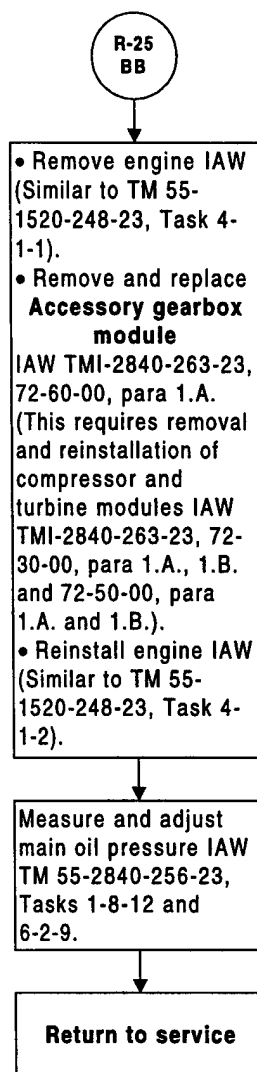 R-25
BB
• Remove engine IAW
(Similar to TM 55-
1520-248-23, Task 4-
1-1).
• Remove and replace
Accessory gearbox
module
IAW TMI-2840-263-23,
72-60-00, para 1.A.
(This requires removal
and reinstallation of
compressor and
turbine modules IAW
TMI-2840-263-23, 72-
30-00, para 1.A., 1.B.
and 72-50-00, para
1.A. and 1.B.).
• Reinstall engine IAW
(Similar to TM 55-
1520-248-23, Task 4-
1-2).
Measure and adjust
main oil pressure IAW
TM 55-2840-256-23,
Tasks 1-8-12 and
6-2-9.
Return to service